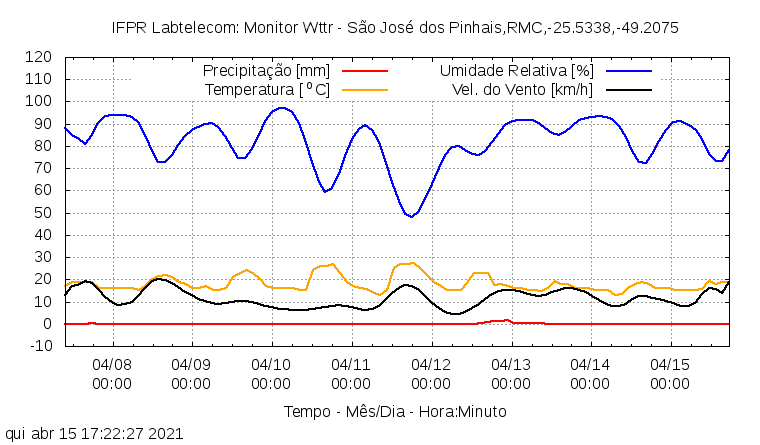 IFPR Labtelecom: Monitor Wttr - São José dos Pinhais,RMC,-25.5338,-49.2075
120
110
100
90
80
70
60
50
40
30
20
10
0
-10
Precipitação [mm]
Temperatura [⁰C]
Umidade Relativa [%]
Vel. do Vento [km/h]
04/08 04/09 04/10 04/11 04/12 04/13 04/14 04/15
00:00 00:00 00:00 00:00 00:00 00:00 00:00 00:00
Tempo - Mês/Dia - Hora:Minuto
qui abr 15 17:22:27 2021